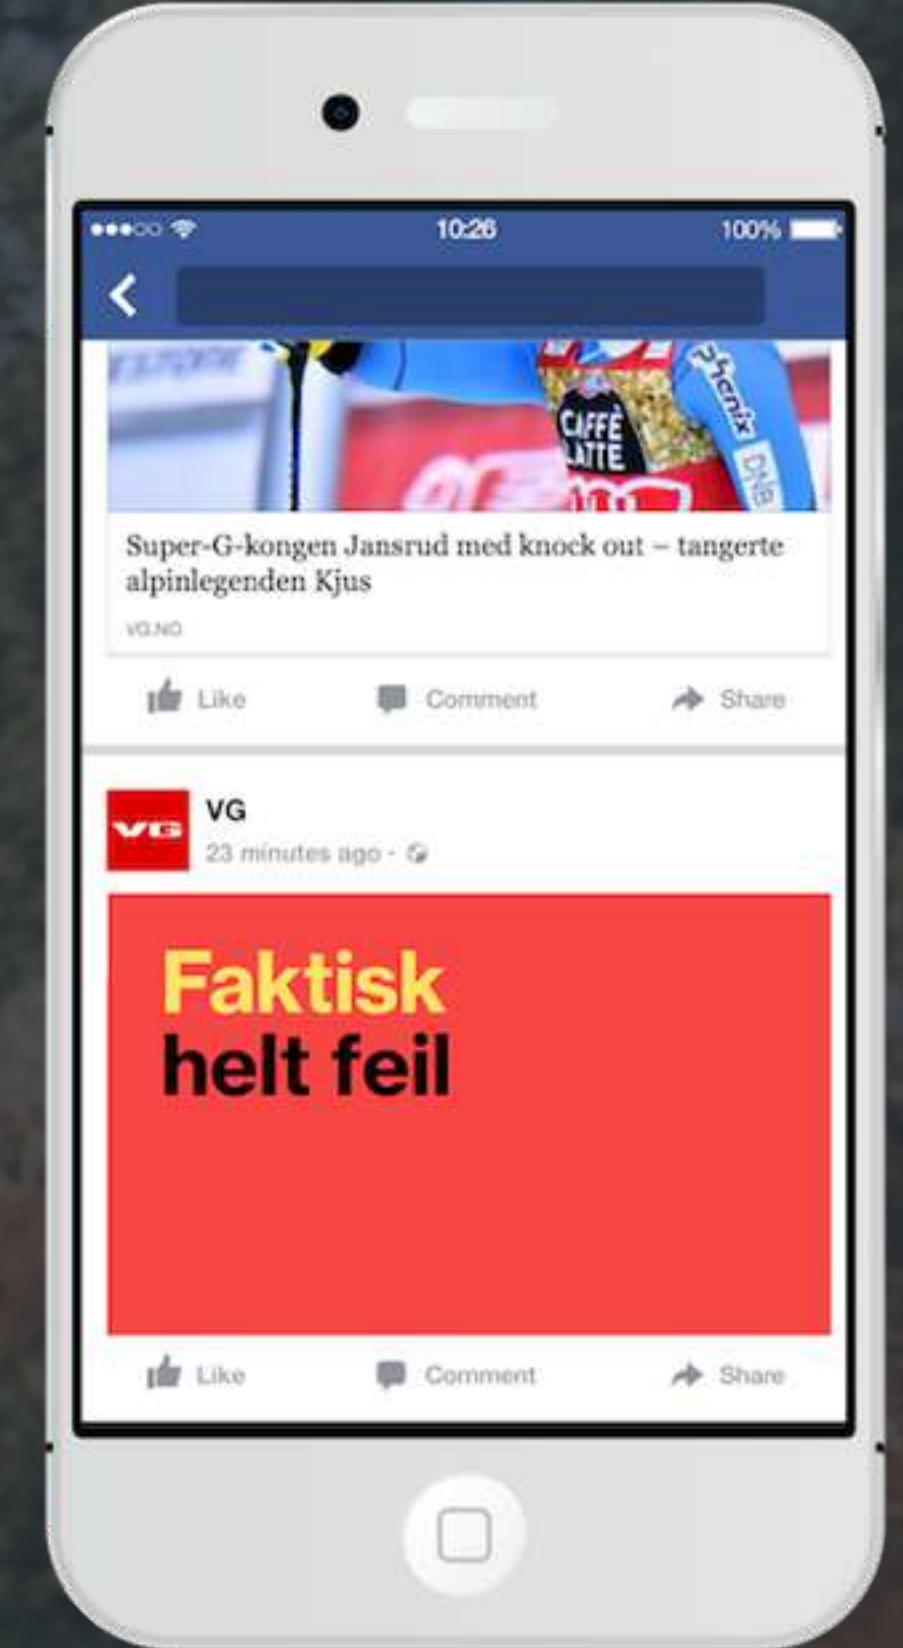 10:26
100%
CAFFÈ
LATTE
phenix
DNB
Super-G-kongen Jansrud med knock out – tangerte
alpinlegenden Kjus
VG.NO
Like
Comment
Share
VG
VG
23 minutes ago ·
Faktisk
helt feil
Like
Comment
Share